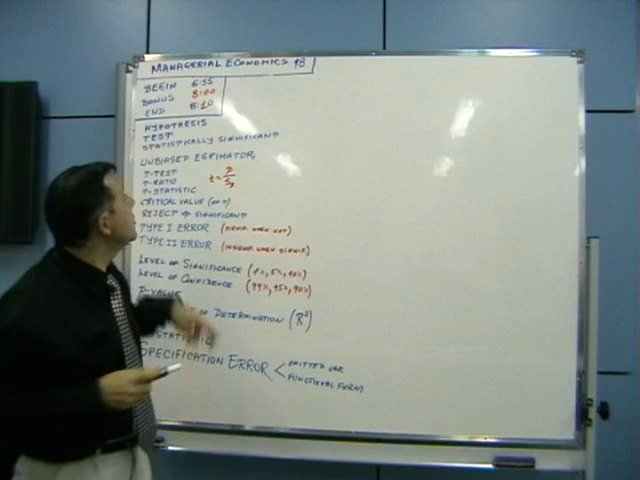 MANAGERIAL ECONOMICS 4B
BEGIN 6:55
BONUS 8:00
END 8:10
HYPOTHESIS
TEST
STATISTICALLY SIGNIFICANT
UNBIASED ESTIMATOR
T-TEST
T-RATIO
T-STATISTIC
CRITICAL VALUE (OF T)
REJECT → SIGNIFICANT
TYPE I ERROR
TYPE II ERROR
LEVEL OF SIGNIFICANCE (1%, 5%, 10%)
LEVEL OF CONFIDENCE (99%, 95%, 90%)
P-VALUE
OF DETERMINATION (R²)
SPECIFICATION ERROR < OMITTED VAR
FUNCTIONAL FORM